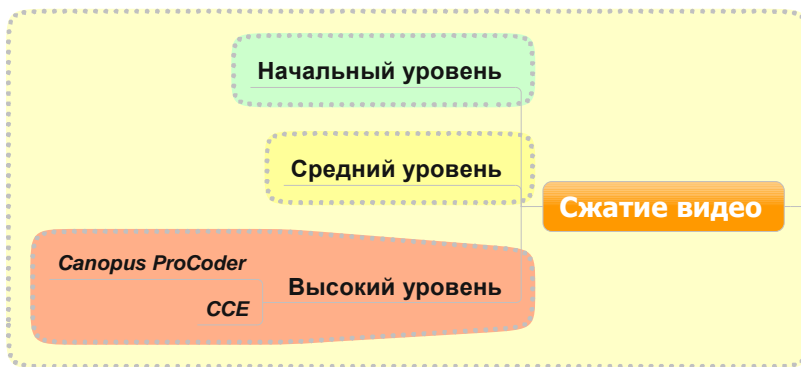 Начальный уровень
Средний уровень
Сжатие видео
Canopus ProCoder
Высокий уровень
CCE